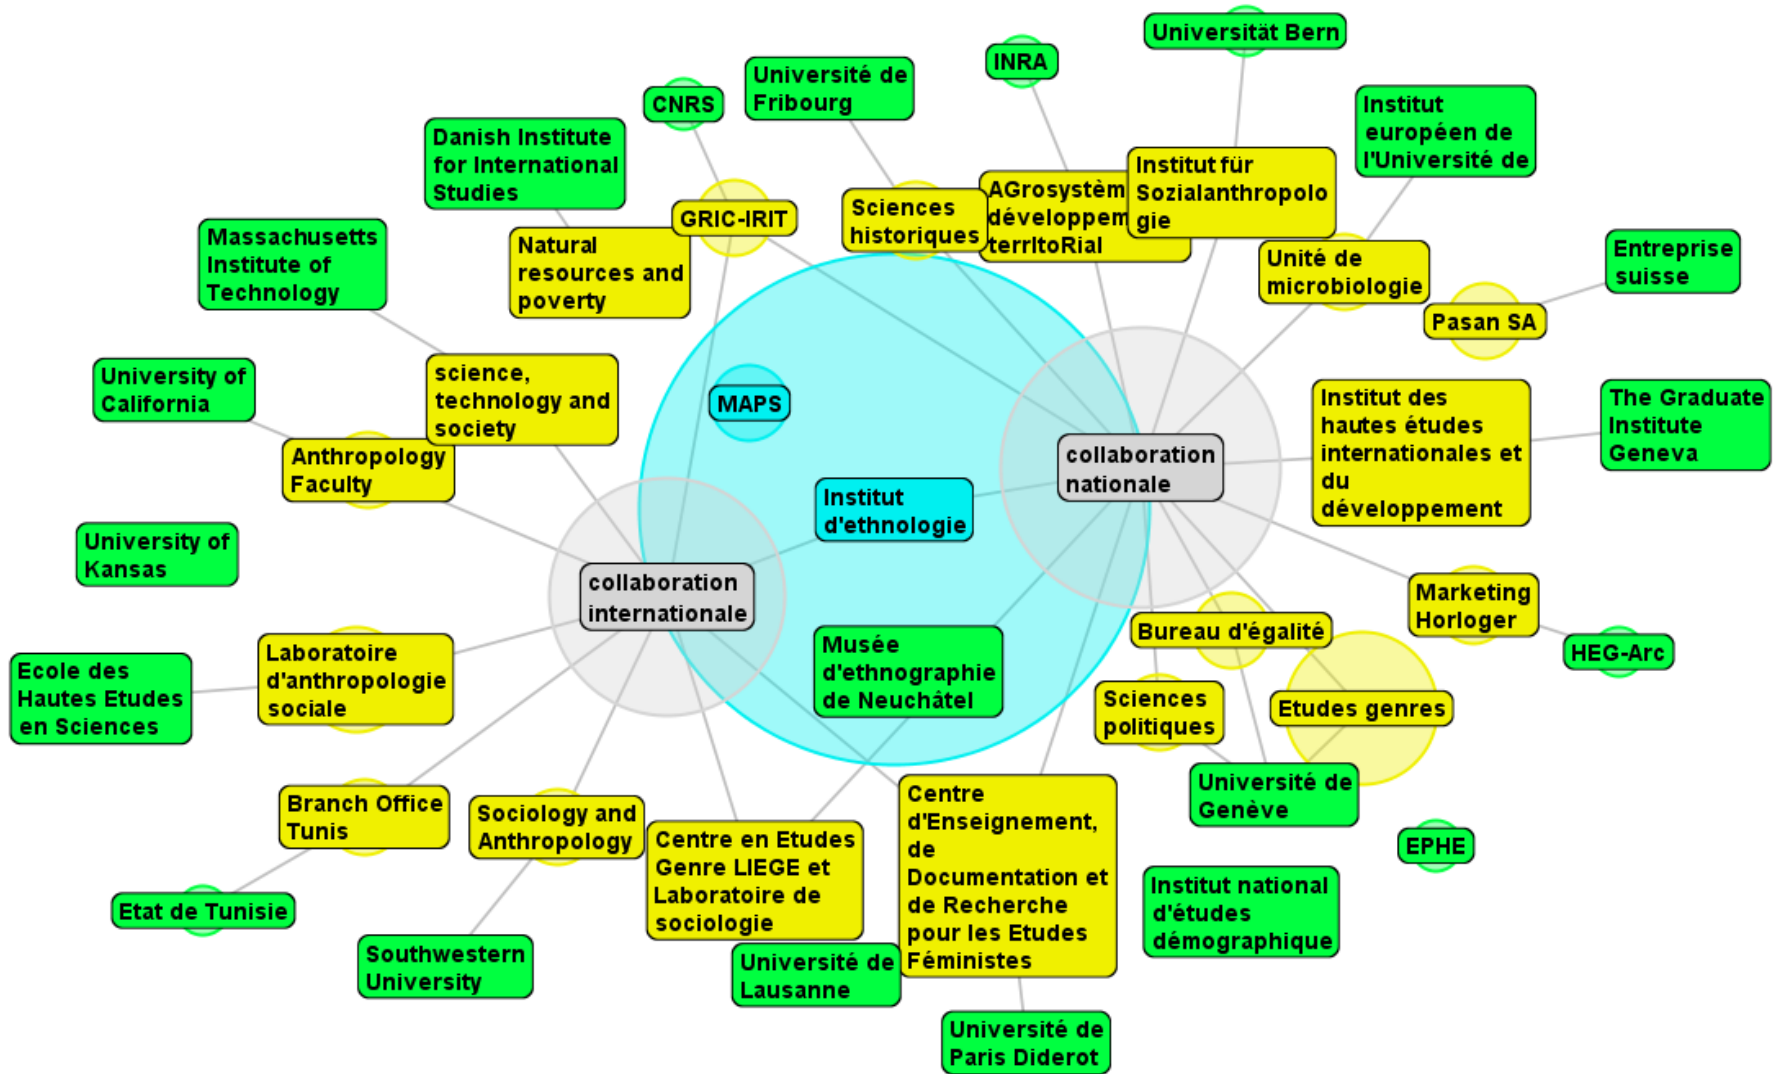 Universität Bern
INRA
Université de
Fribourg
CNRS
Institut
européen de
l'Université de
Danish Institute
for International
Studies
Institut für
Sozialanthropolo
gie
AGrosystèm
développem
terrItoRial
Sciences
historiques
GRIC-IRIT
Natural
resources and
poverty
Massachusetts
Institute of
Technology
Unité de
microbiologie
Entreprise
suisse
Pasan SA
University of
California
science,
technology and
society
MAPS
Institut des
hautes études
internationales et
du
développement
The Graduate
Institute
Geneva
Anthropology
Faculty
collaboration
nationale
Institut
d'ethnologie
University of
Kansas
collaboration
internationale
Marketing
Horloger
HEG-Arc
Bureau d'égalité
Musée
d'ethnographie
de Neuchâtel
Laboratoire
d'anthropologie
sociale
Ecole des
Hautes Etudes
en Sciences
Sciences
politiques
Etudes genres
Université de
Genève
Branch Office
Tunis
Sociology and
Anthropology
Centre en Etudes
Genre LIEGE et
Laboratoire de
sociologie
Centre
d'Enseignement,
de
Documentation et
de Recherche
pour les Etudes
Féministes
EPHE
Institut national
d'études
démographique
Etat de Tunisie
Southwestern
University
Université de
Lausanne
Université de
Paris Diderot